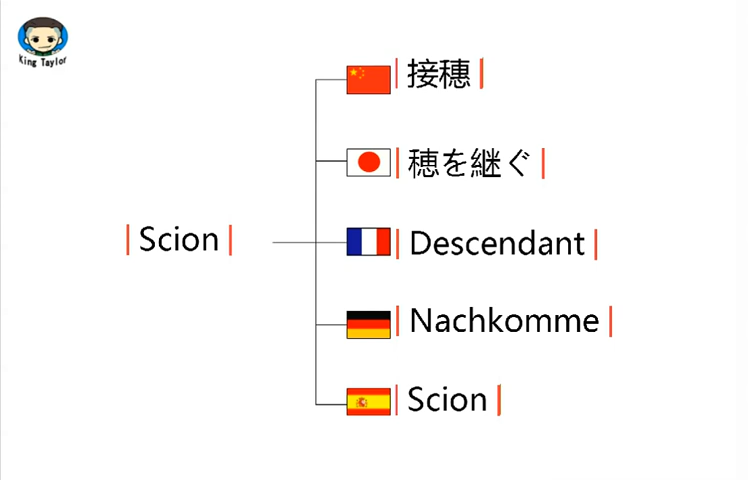 King Taylor
接穗
穂を継ぐ
Scion
Descendant
Nachkomme
Scion